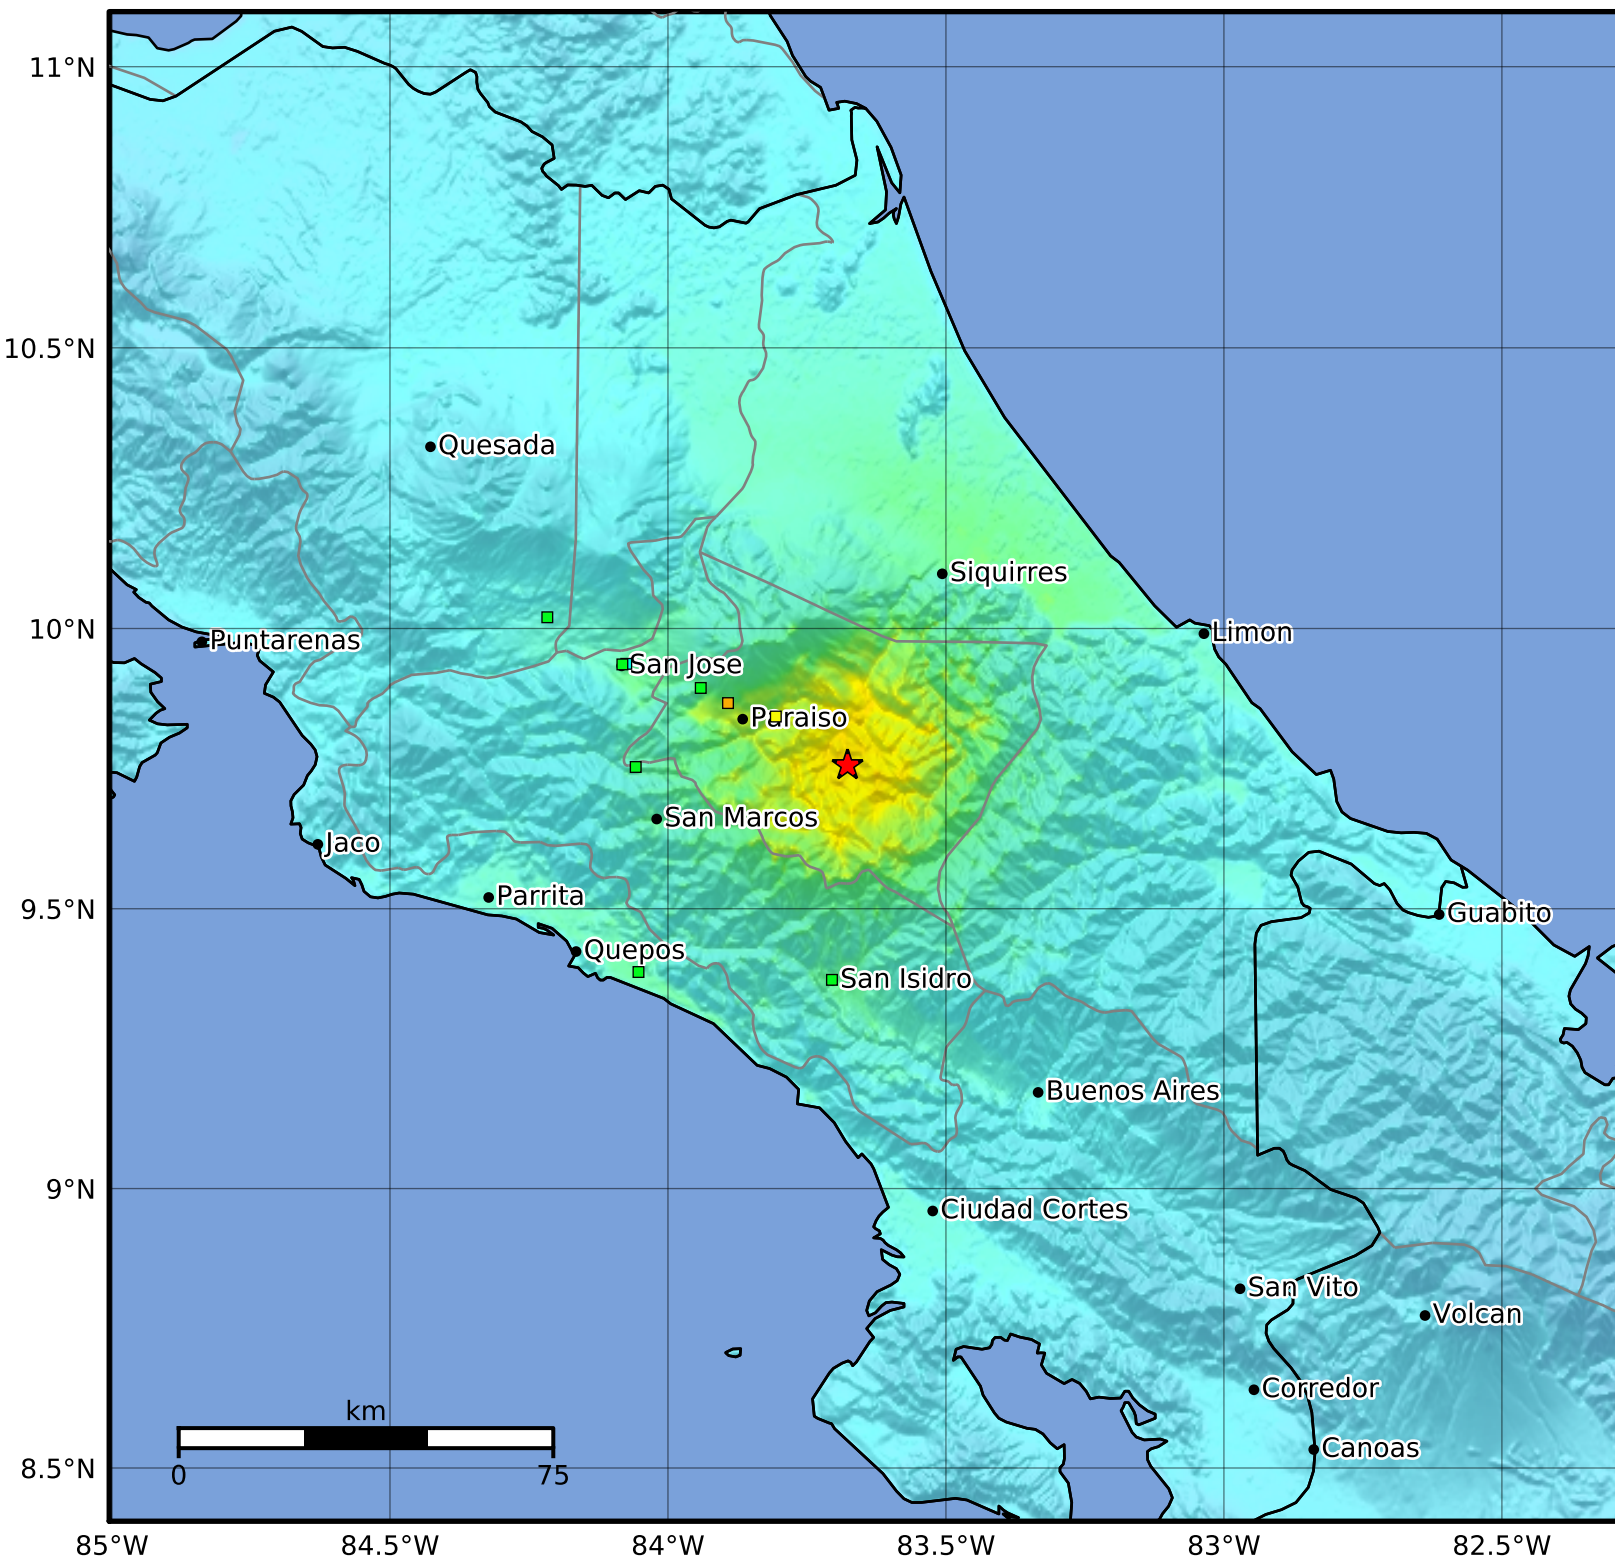 11°N
10.5°N
Quesada
Siquirres
10°N
Limon
Puntarenas
San Jose
Paraiso
San Marcos
Jaco
Parrita
9.5°N
Guabito
Quepos
San Isidro
Buenos Aires
9°N
Ciudad Cortes
San Vito
Volcan
Corredor
km
Canoas
0 75
8.5°N
85°W 84.5°W 84°W 83.5°W 83°W 82.5°W